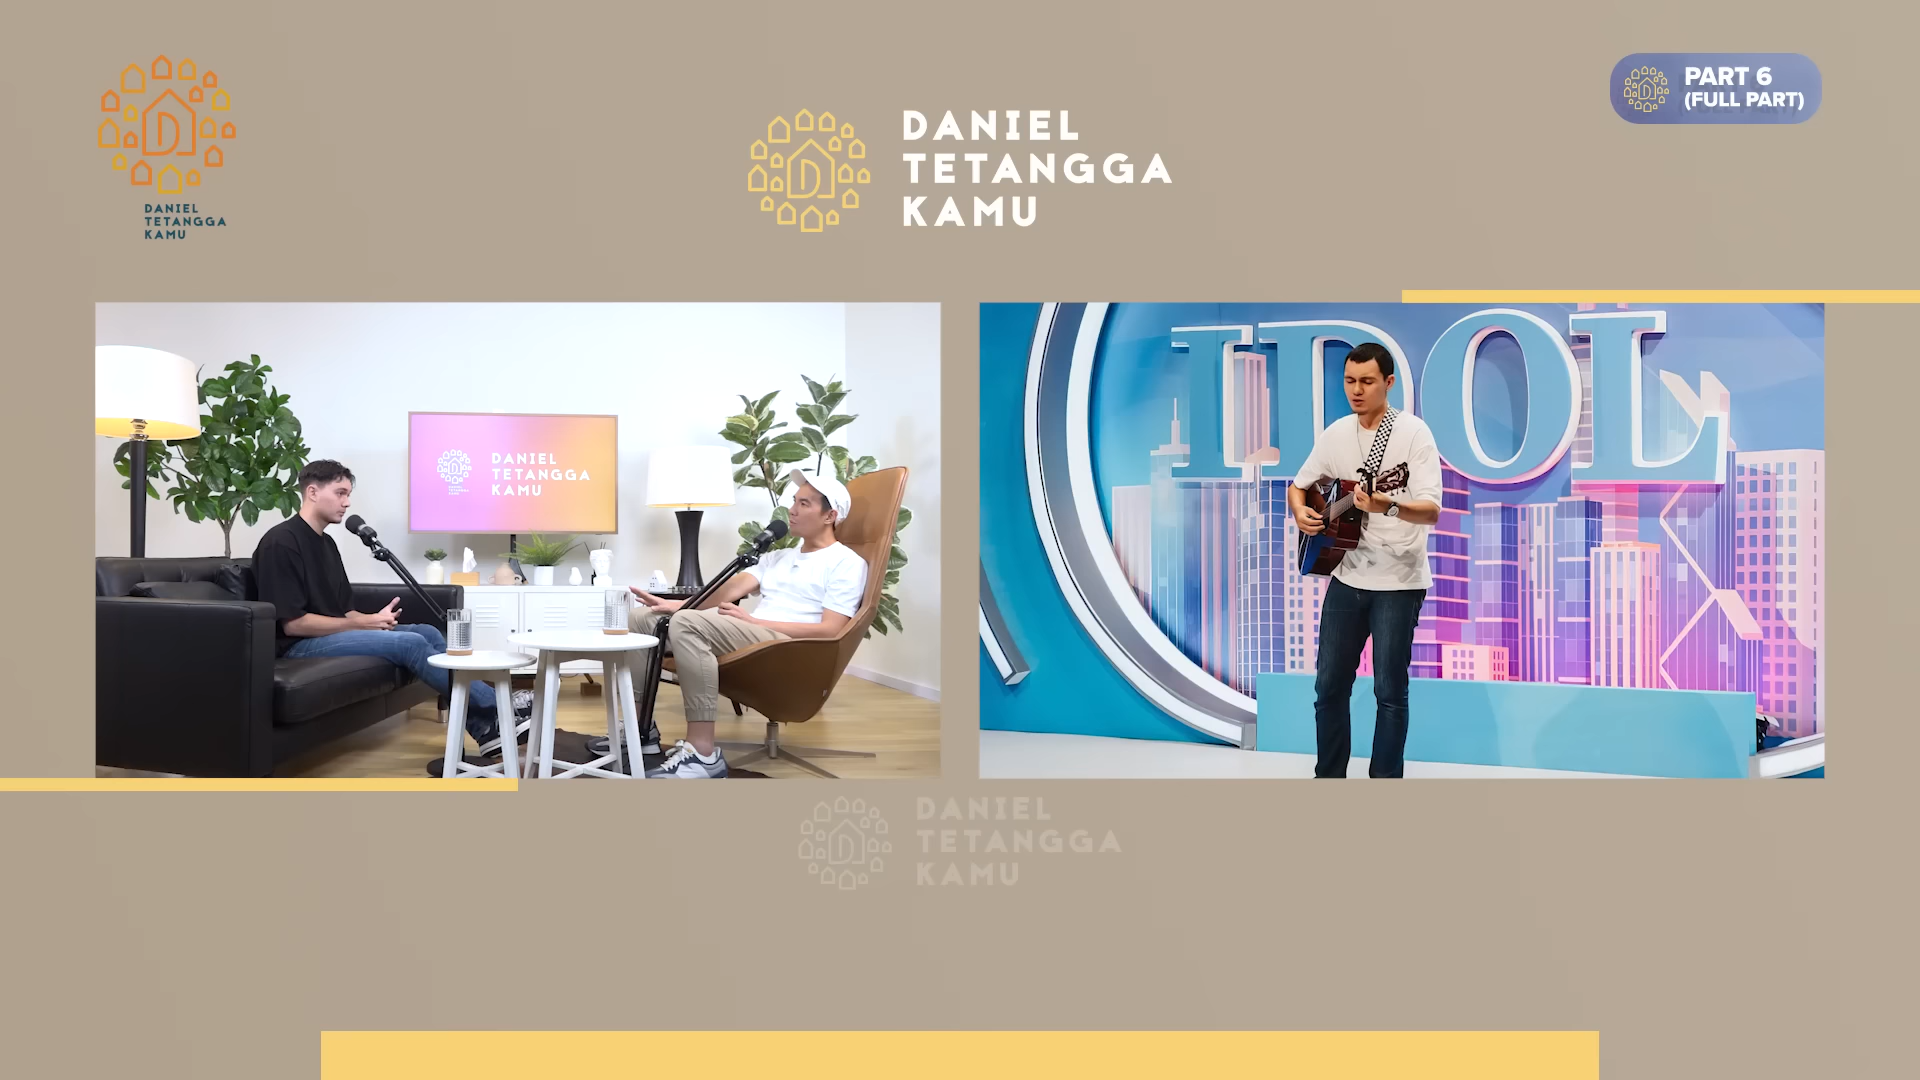 DANIEL
TETANGGA
KAMU
DANIEL
TETANGGA
KAMU
PART 6
(FULL PART)
DANIEL
TETANGGA
KAMU
IDOL
DANIEL
TETANGGA
KAMU